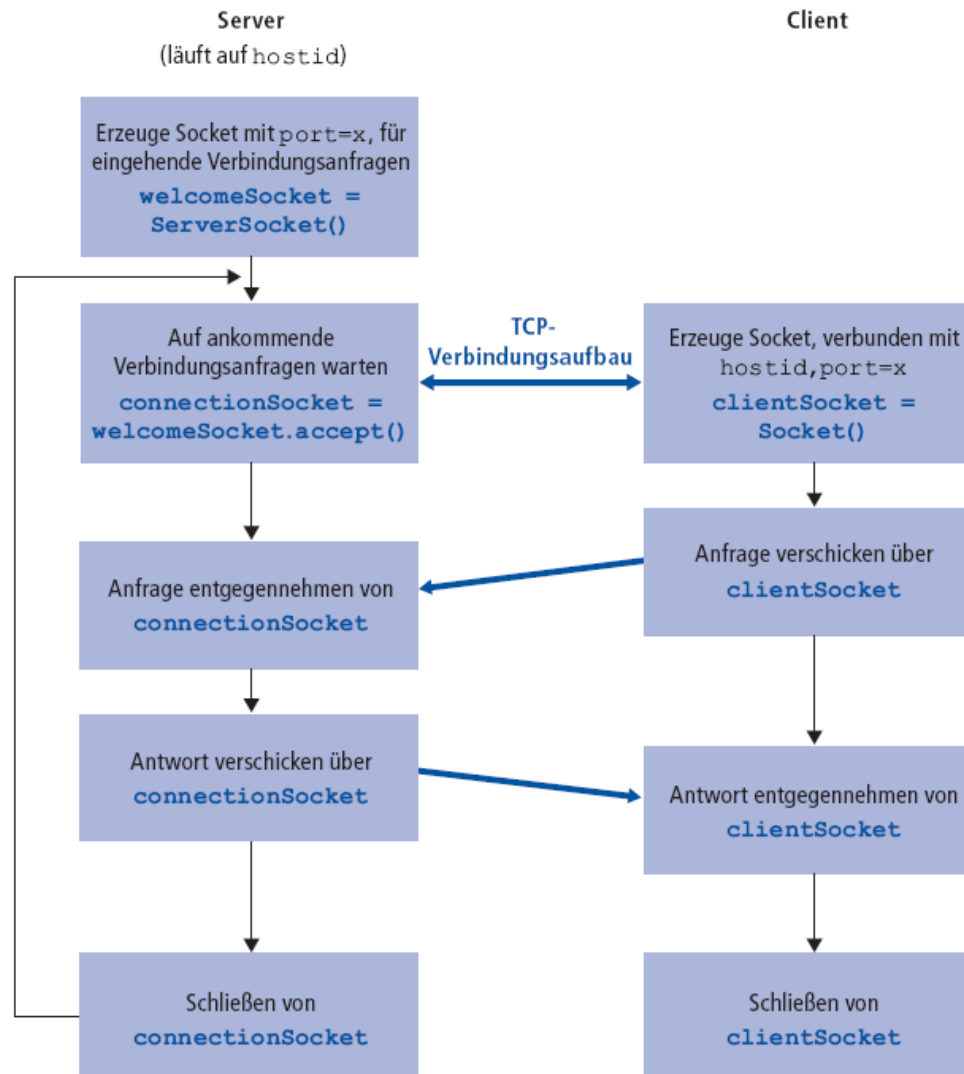 Server
(läuft auf hostid)
Client
Erzeuge Socket mit port=x, für
eingehende Verbindungsanfragen
welcomeSocket =
ServerSocket()
Auf ankommende
Verbindungsanfragen warten
connectionSocket =
welcomeSocket.accept()
TCP-
Verbindungsaufbau
Erzeuge Socket, verbunden mit
hostid,port=x
clientSocket =
Socket()
Anfrage verschicken über
clientSocket
Anfrage entgegennehmen von
connectionSocket
Antwort verschicken über
connectionSocket
Antwort entgegennehmen von
clientSocket
Schließen von
connectionSocket
Schließen von
clientSocket